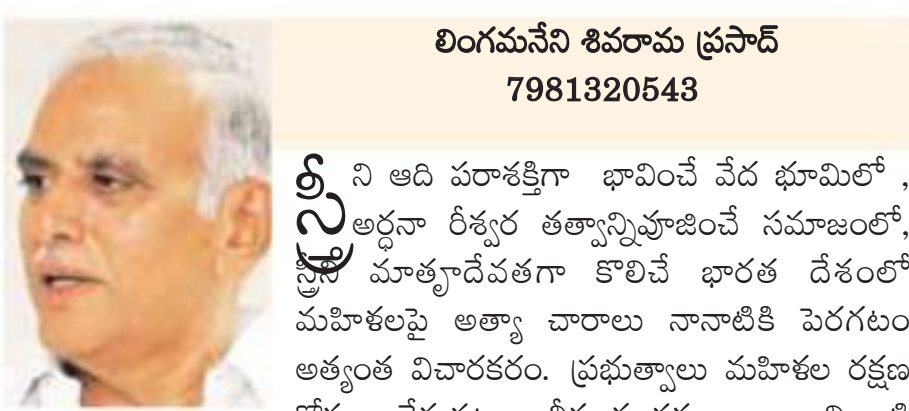 లింగమనేని శివరామ ప్రసాద్
7981320543
స్త్రీని ఆది పరాశక్తిగా భావించే వేద భూమిలో ,
అర్ధనా రీశ్వర తత్వాన్నిపూజించే సమాజంలో,
స్త్రీని మాతృదేవతగా కొలిచే భారత దేశంలో
మహిళలపై అత్యా చారాలు నానాటికి పెరగటం
అత్యంత విచారకరం. ప్రభుత్వాలు మహిళల రక్షణ